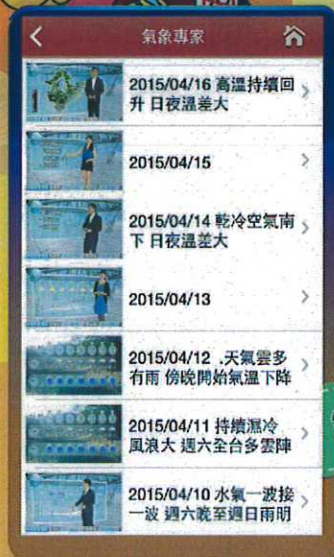 氣象專家
2015/04/16 高溫持續回
升 日夜溫差大
2015/04/15
2015/04/14 乾冷空氣南
下 日夜溫差大
2015/04/13
2015/04/12 .天氣雲多
有雨 傍晚開始氣溫下降
2015/04/11 持續濕冷
風浪大 週六全台多雲陣
2015/04/10 水氣一波接
一波 週六晚至週日雨明